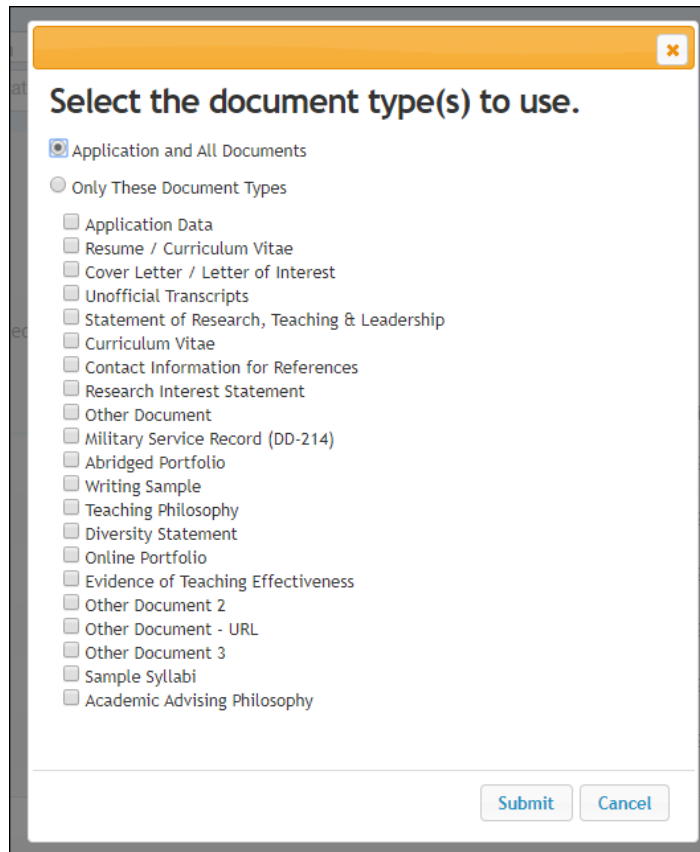 Select the document type(s) to use.
Application and All Documents
Only These Document Types
Application Data
Resume / Curriculum Vitae
Cover Letter / Letter of Interest
Unofficial Transcripts
Statement of Research, Teaching & Leadership
Curriculum Vitae
Contact Information for References
Research Interest Statement
Other Document
Military Service Record (DD-214)
Abridged Portfolio
Writing Sample
Teaching Philosophy
Diversity Statement
Online Portfolio
Evidence of Teaching Effectiveness
Other Document 2
Other Document - URL
Other Document 3
Sample Syllabi
Academic Advising Philosophy
Submit Cancel